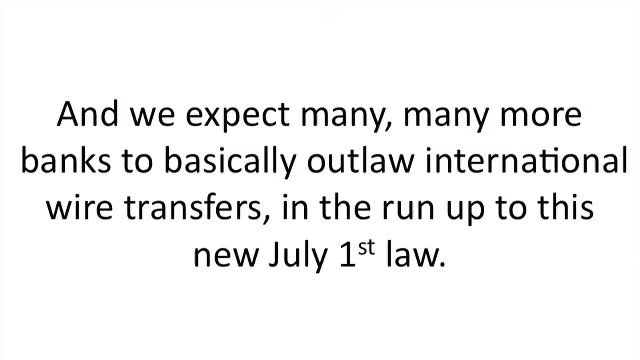 And we expect many, many more
banks to basically outlaw international
wire transfers, in the run up to this
new July 1st law.